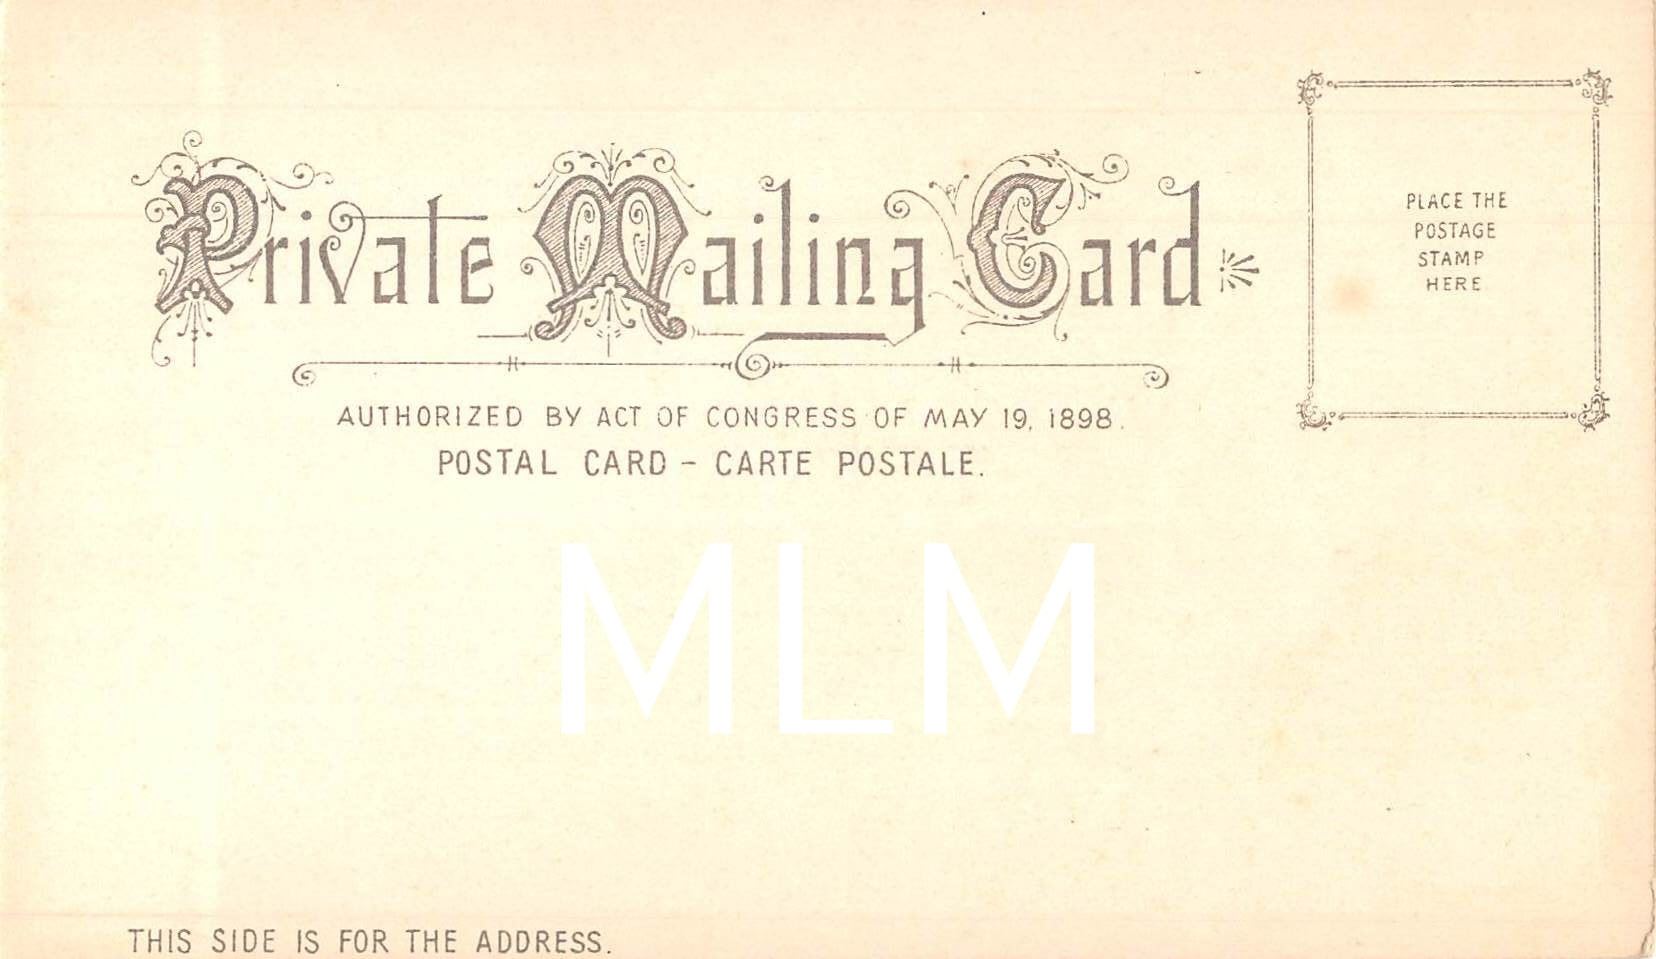 Private Mailing Card
PLACE THE
POSTAGE
STAMP
HERE
AUTHORIZED BY ACT OF CONGRESS OF MAY 19, 1898.
POSTAL CARD - CARTE POSTALE.
MLM
THIS SIDE IS FOR THE ADDRESS.